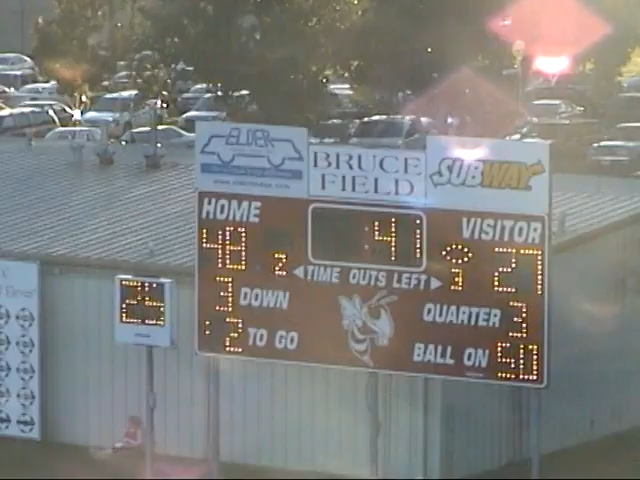 ELDER
BRUCE
FIELD
SUBWAY
HOME
41
VISITOR
48
2
TIME OUTS LEFT
3
27
3
DOWN
QUARTER
3
2
TO GO
BALL ON
50
25